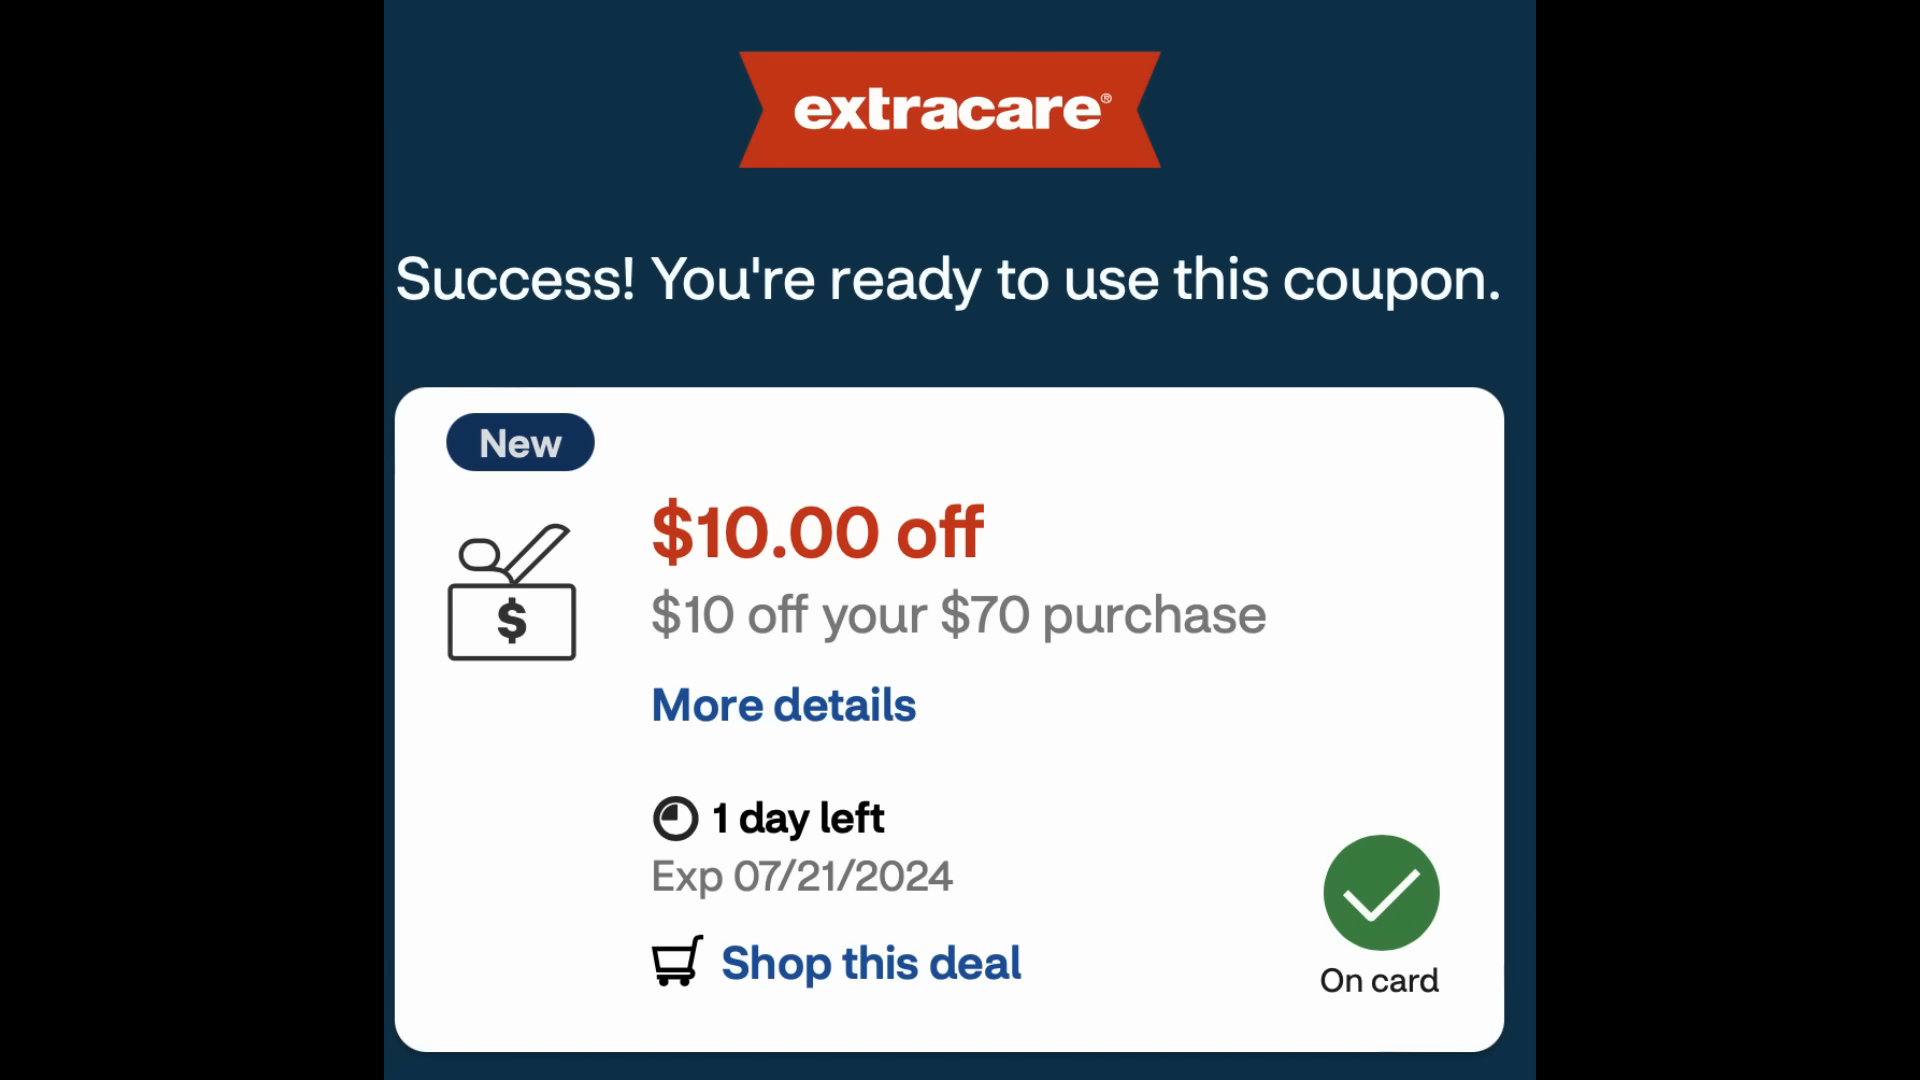 extracare®
Success! You're ready to use this coupon.
New
$10.00 off
$
$10 off your $70 purchase
More details
1 day left
Exp 07/21/2024
Shop this deal
On card